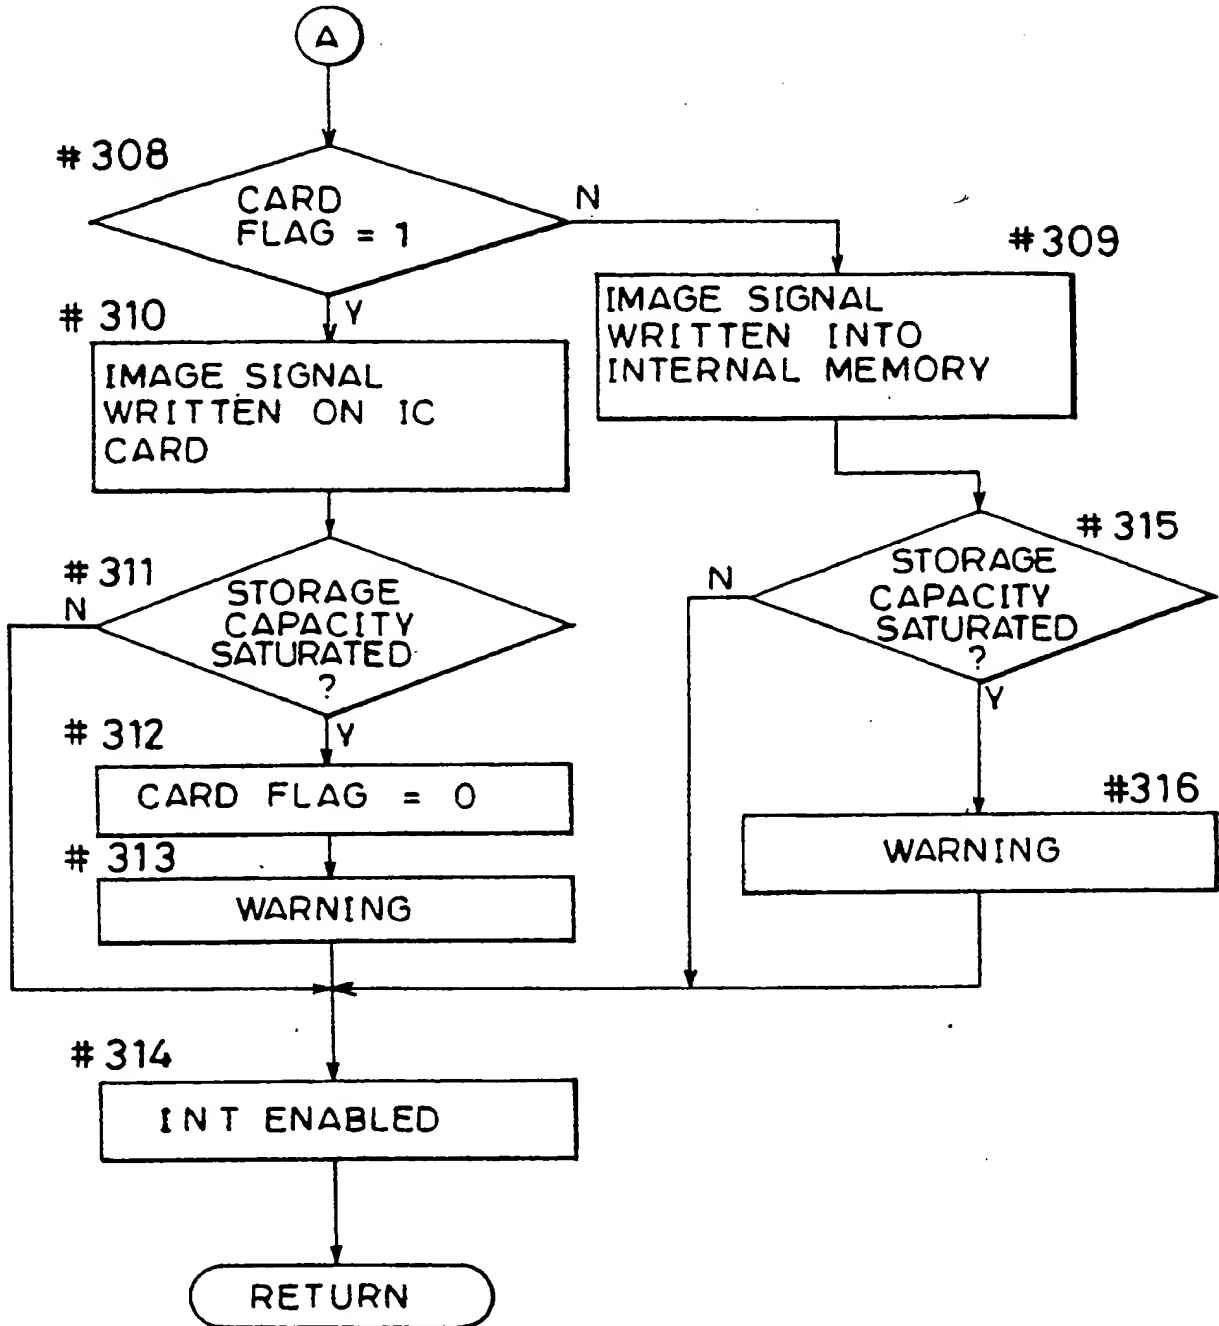 A
#308
CARD
FLAG = 1
N
Y
#309
IMAGE SIGNAL
WRITTEN INTO
INTERNAL MEMORY
#310
IMAGE SIGNAL
WRITTEN ON IC
CARD
#311
N
STORAGE
CAPACITY
SATURATED
?
Y
#315
N
STORAGE
CAPACITY
SATURATED
?
Y
#312
CARD FLAG = 0
#313
WARNING
#316
WARNING
#314
INT ENABLED
RETURN